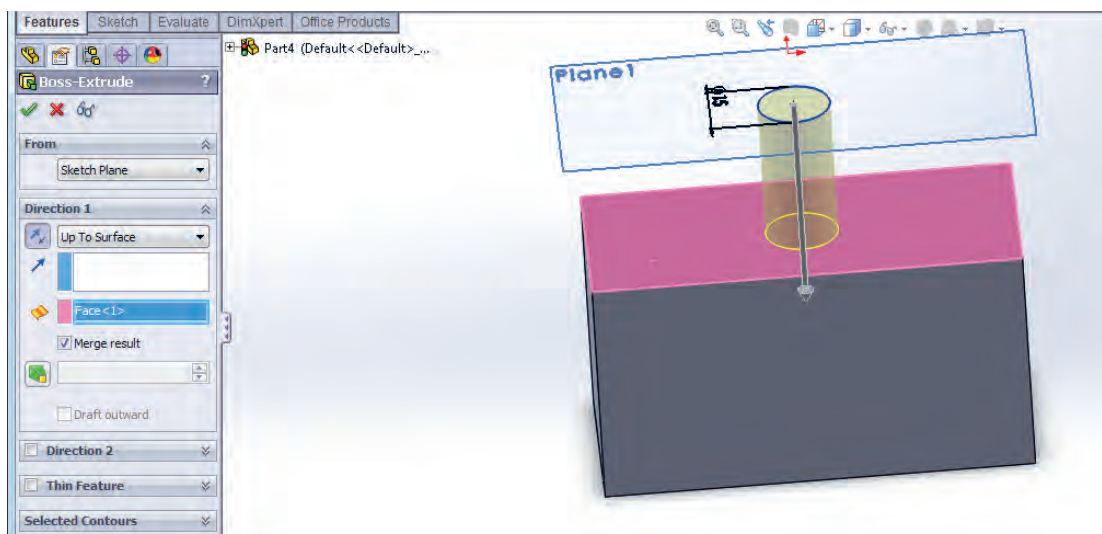 Features Sketch Evaluate DimXpert Office Products
Part4 (Default<<Default>_...
Boss-Extrude ?
From
Sketch Plane
Direction 1
Up To Surface
Face<1>
Merge result
Draft outward
Direction 2
Thin Feature
Selected Contours
Plane1
⌀15